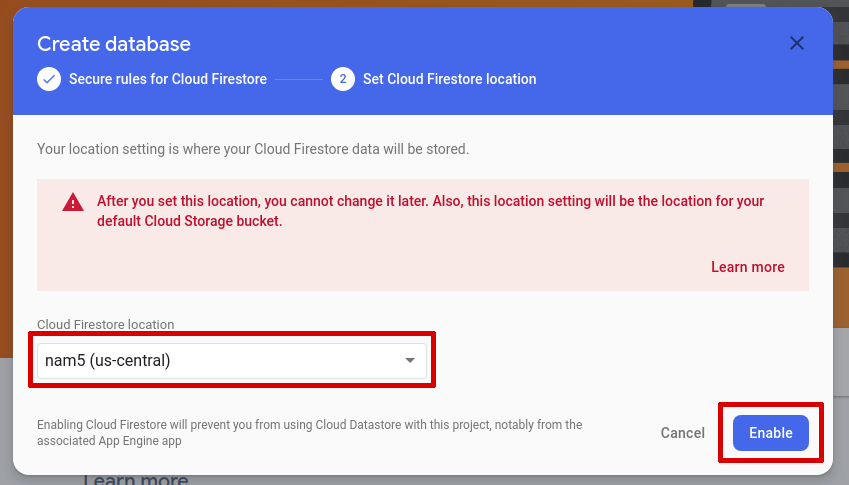 Create database
Secure rules for Cloud Firestore
2
Set Cloud Firestore location
Your location setting is where your Cloud Firestore data will be stored.
After you set this location, you cannot change it later. Also, this location setting will be the location for your
default Cloud Storage bucket.
Learn more
Cloud Firestore location
nam5 (us-central)
Enabling Cloud Firestore will prevent you from using Cloud Datastore with this project, notably from the
associated App Engine app
Cancel
Enable
Learn more